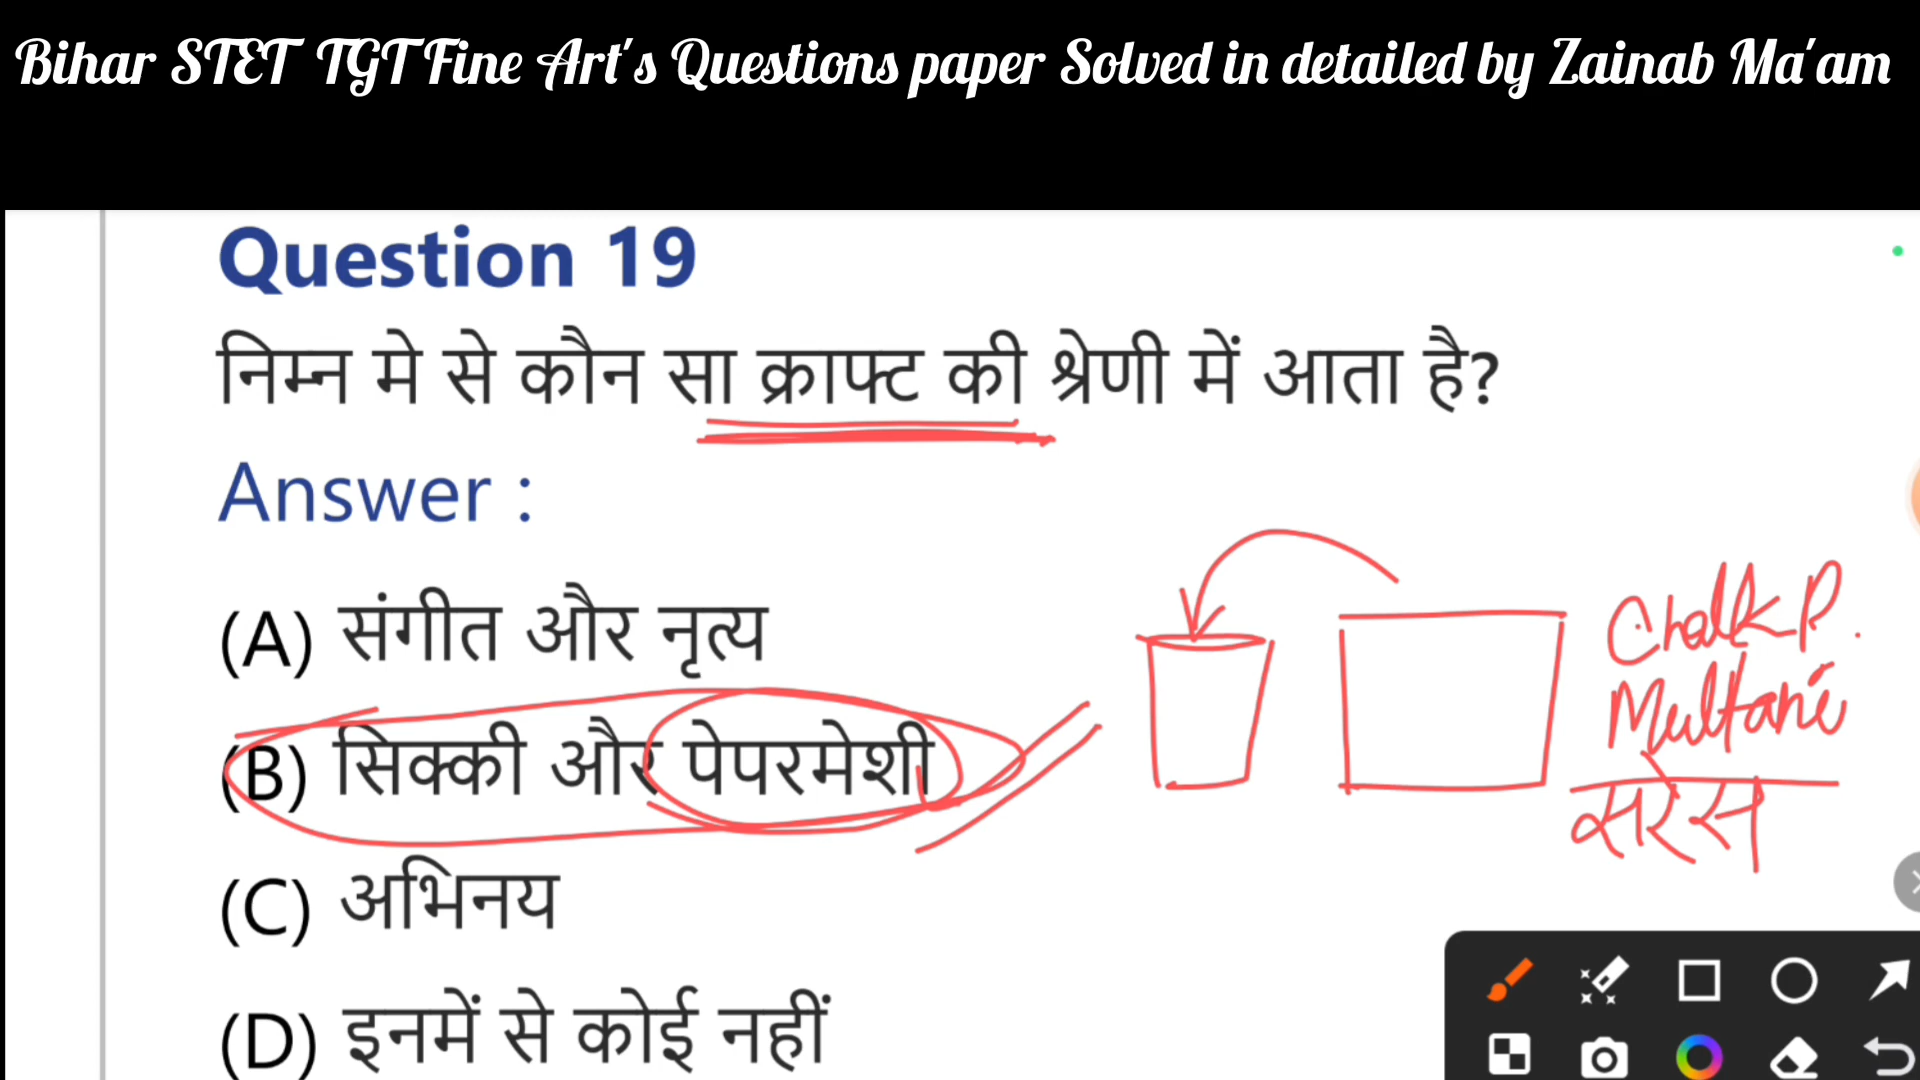 Bihar STET TGT Fine Art's Questions paper Solved in detailed by Zainab Ma'am
Question 19
निम्न मे से कौन सा क्राफ्ट की श्रेणी में आता है?
Answer :
(A) संगीत और नृत्य
(B) सिक्की और पेपरमेशी
(C) अभिनय
(D) इनमें से कोई नहीं
Chalk P.
Multani
सरेस